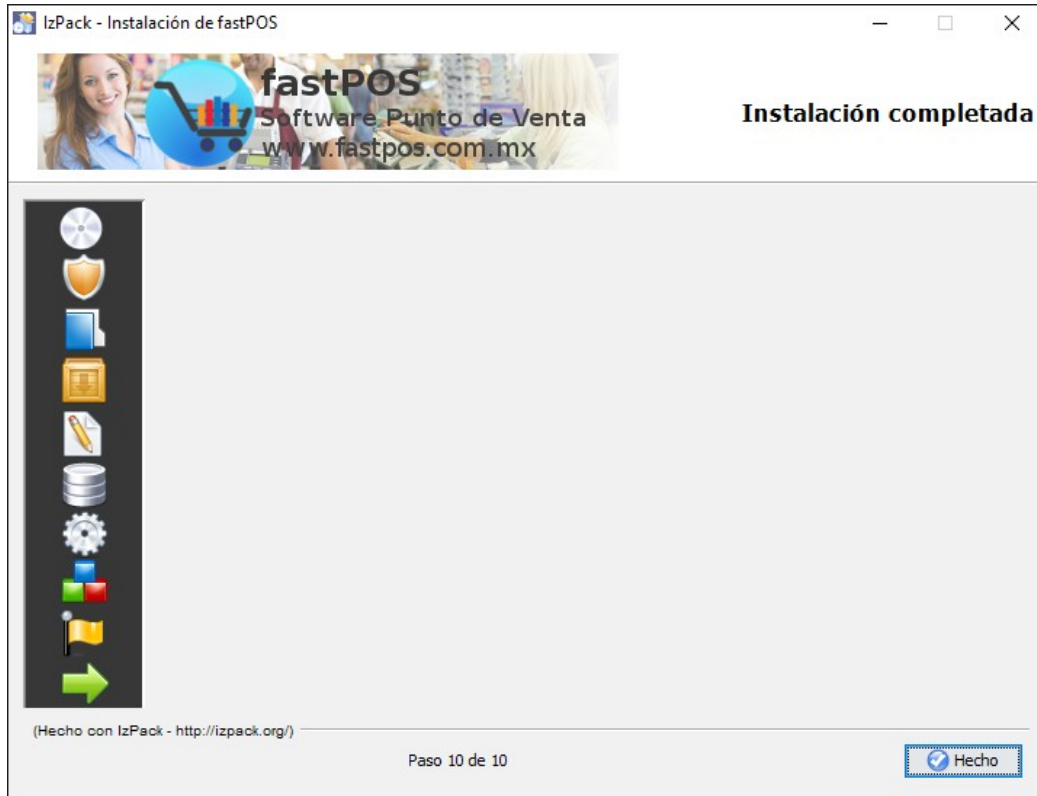 IzPack - Instalación de fastPOS
fastPOS
Software Punto de Venta
www.fastpos.com.mx
Instalación completada
(Hecho con IzPack - http://izpack.org/)
Paso 10 de 10
Hecho